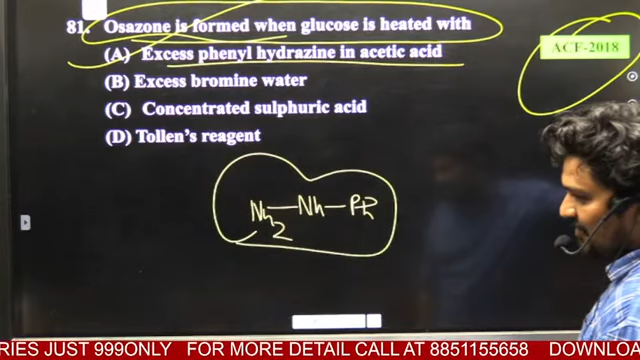 81. Osazone is formed when glucose is heated with
(A) Excess phenyl hydrazine in acetic acid
ACF-2018
(B) Excess bromine water
(C) Concentrated sulphuric acid
(D) Tollen's reagent
Nh2—Nh—Ph
RIES JUST 999ONLY FOR MORE DETAIL CALL AT 8851155658 DOWNLOA